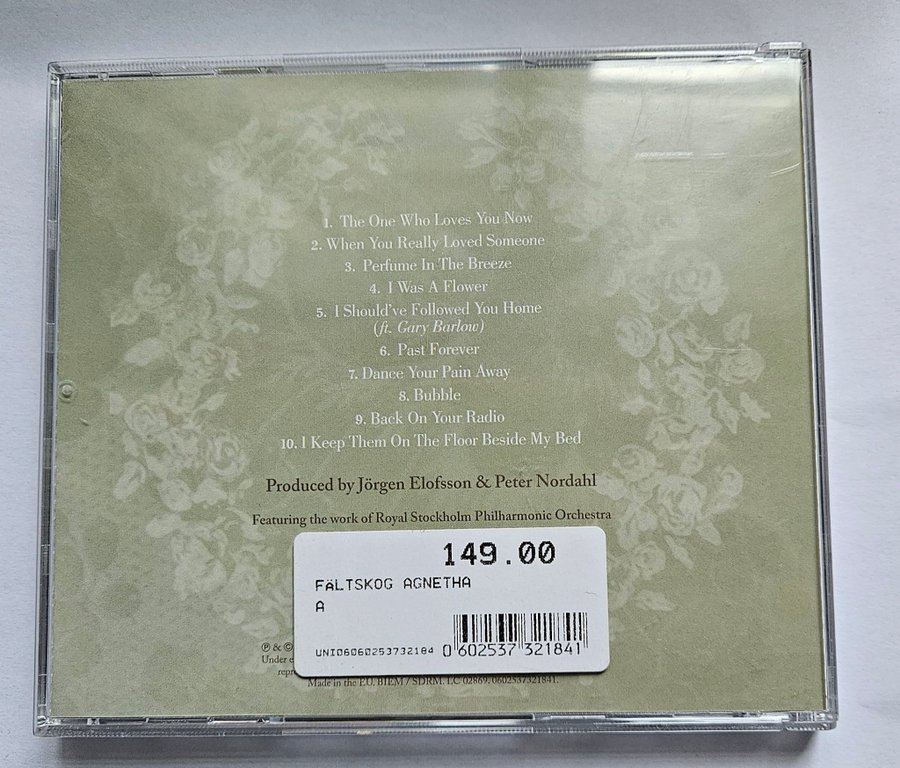 1. The One Who Loves You Now
2. When You Really Loved Someone
3. Perfume In The Breeze
4. I Was A Flower
5. I Should've Followed You Home
(ft. Gary Barlow)
6. Past Forever
7. Dance Your Pain Away
8. Bubble
9. Back On Your Radio
10. I Keep Them On The Floor Beside My Bed
Produced by Jörgen Elofsson & Peter Nordahl
Featuring the work of Royal Stockholm Philharmonic Orchestra
149.00
FäLTSKOG AGNETHA
A
UNI06060253732184 0 602537 321841
℗ & ©
Under e
repr
Made in the EU. BIEM / SDRM. LC 02869. 0602537321841.